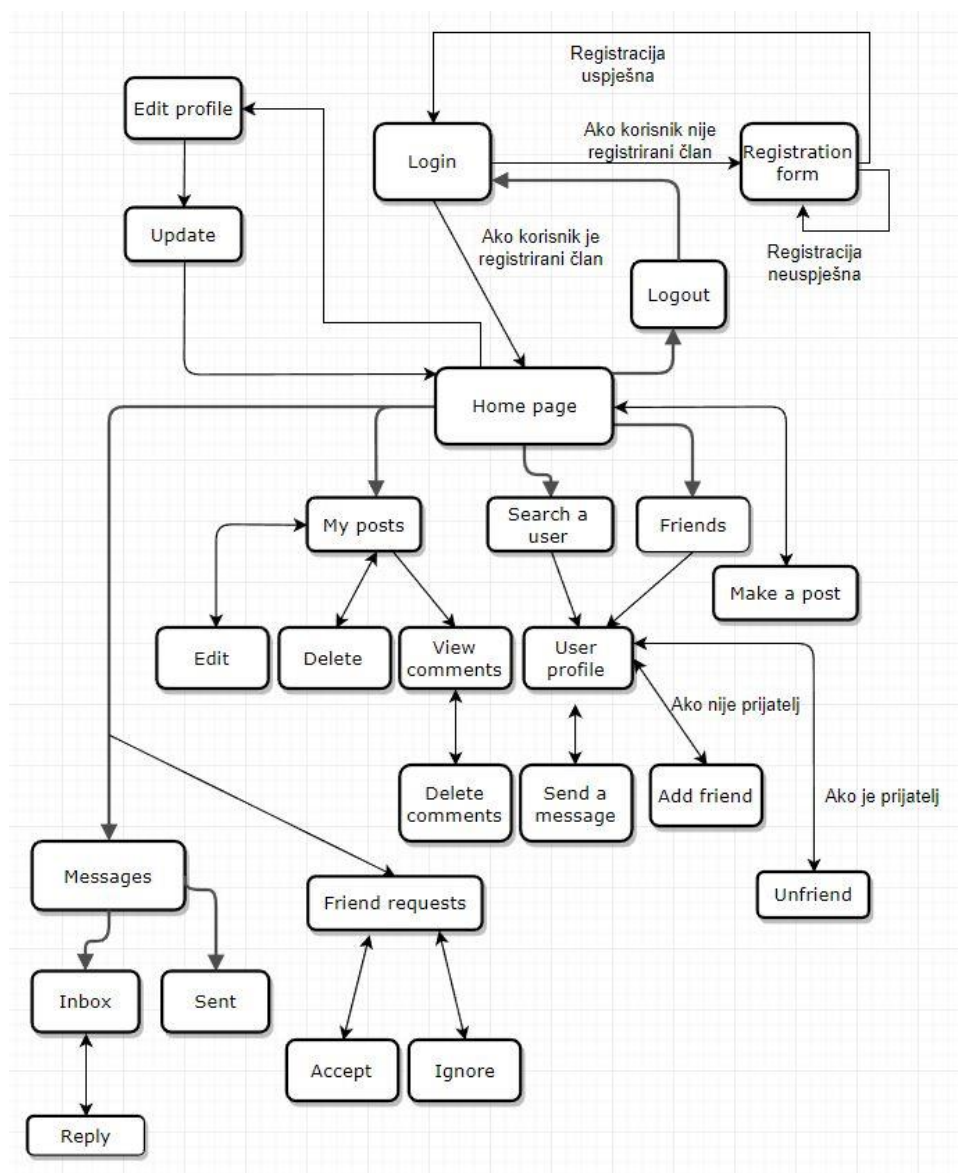 Registracija
uspješna
Edit profile
Ako korisnik nije
registrirani član
Login
Registration
form
Update
Ako korisnik je
registrirani član
Registracija
neuspješna
Logout
Home page
My posts
Search a
user
Friends
Make a post
Edit
Delete
View
comments
User
profile
Ako nije prijatelj
Delete
comments
Send a
message
Add friend
Ako je prijatelj
Messages
Friend requests
Unfriend
Inbox
Sent
Accept
Ignore
Reply